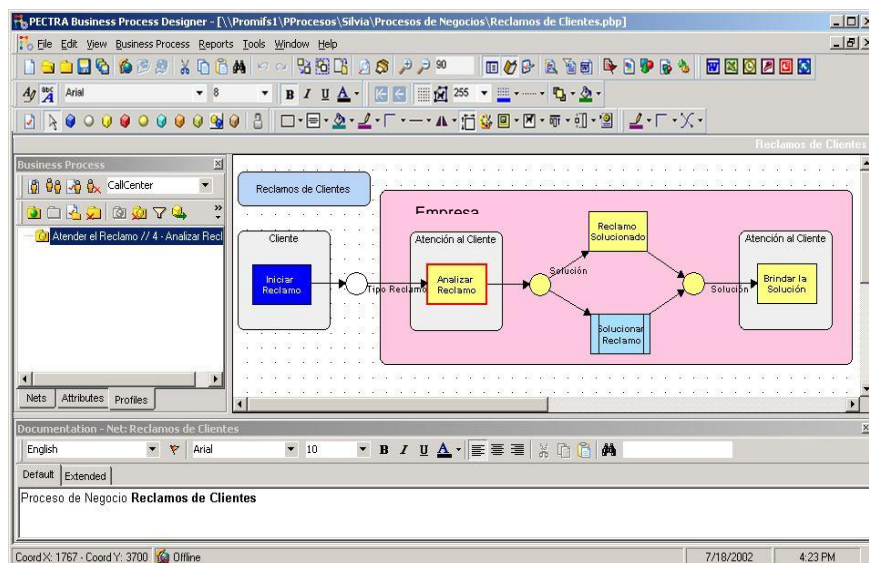 PECTRA Business Process Designer - [\\Promifs1\PProcesos\Silvia\Procesos de Negocios\Reclamos de Clientes.pbp]
File Edit View Business Process Reports Tools Window Help
90
Arial 8 B I U A 255
Reclamos de Clientes
Business Process
CallCenter
Atender el Reclamo // 4 - Analizar Recl
Nets Attributes Profiles
Reclamos de Clientes
Empresa
Cliente
Iniciar
Reclamo
Tipo Reclamo
Atención al Cliente
Analizar
Reclamo
Solución
Reclamo
Solucionado
Solucionar
Reclamo
Solución
Atención al Cliente
Brindar la
Solución
Documentation - Net: Reclamos de Clientes
English Arial 10 B I U A
Default Extended
Proceso de Negocio Reclamos de Clientes
Coord X: 1767 - Coord Y: 3700 Offline 7/18/2002 4:23 PM